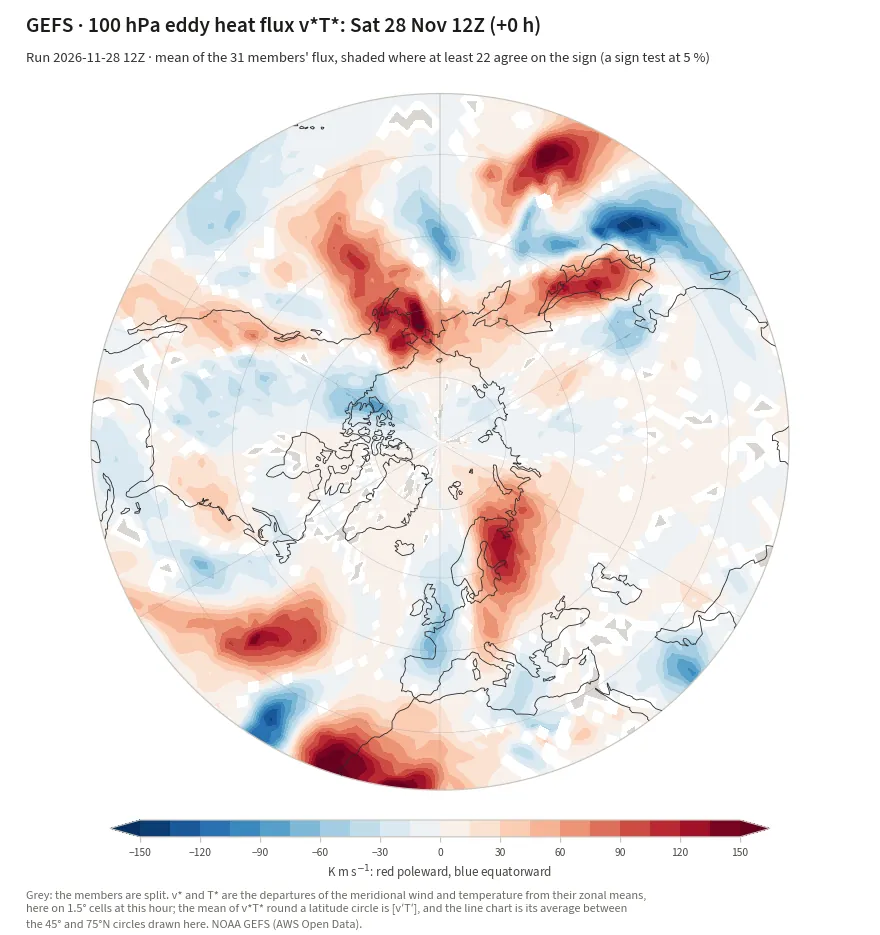 GEFS · 100 hPa eddy heat flux v*T*: Sat 28 Nov 12Z (+0 h)
Run 2026-11-28 12Z · mean of the 31 members' flux, shaded where at least 22 agree on the sign (a sign test at 5 %)
−150 −120 −90 −60 −30 0 30 60 90 120 150
K m s⁻¹: red poleward, blue equatorward
Grey: the members are split. v* and T* are the departures of the meridional wind and temperature from their zonal means,
here on 1.5° cells at this hour; the mean of v*T* round a latitude circle is [v'T'], and the line chart is its average between
the 45° and 75°N circles drawn here. NOAA GEFS (AWS Open Data).